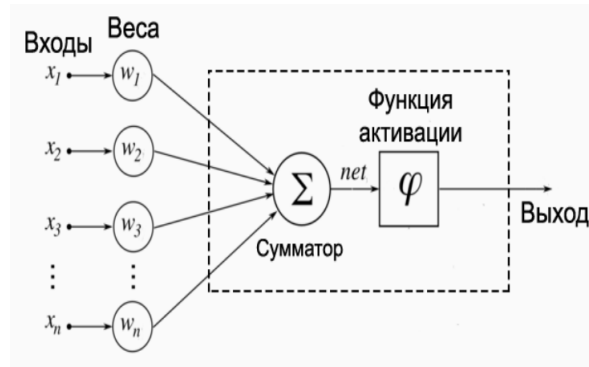 Входы Веса
x1 w1
x2 w2
x3 w3
⋮ ⋮
xn wn
Σ
Сумматор
net
Функция
активации
φ
Выход